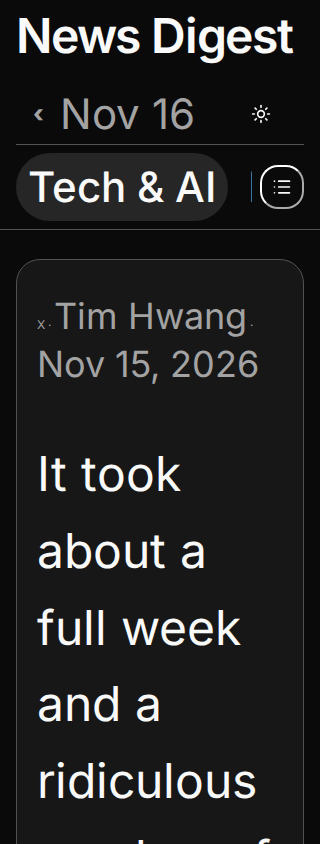 News Digest
‹ Nov 16
Tech & AI
x · Tim Hwang ·
Nov 15, 2026
It took
about a
full week
and a
ridiculous